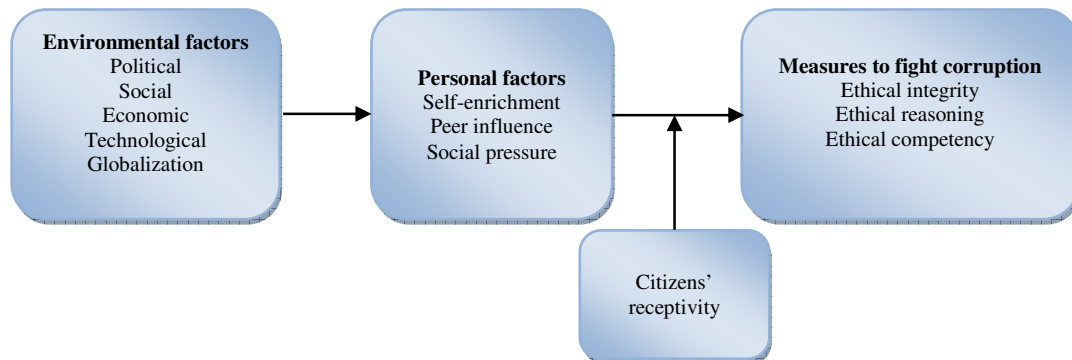 Environmental factors
Political
Social
Economic
Technological
Globalization
Personal factors
Self-enrichment
Peer influence
Social pressure
Measures to fight corruption
Ethical integrity
Ethical reasoning
Ethical competency
Citizens’
receptivity